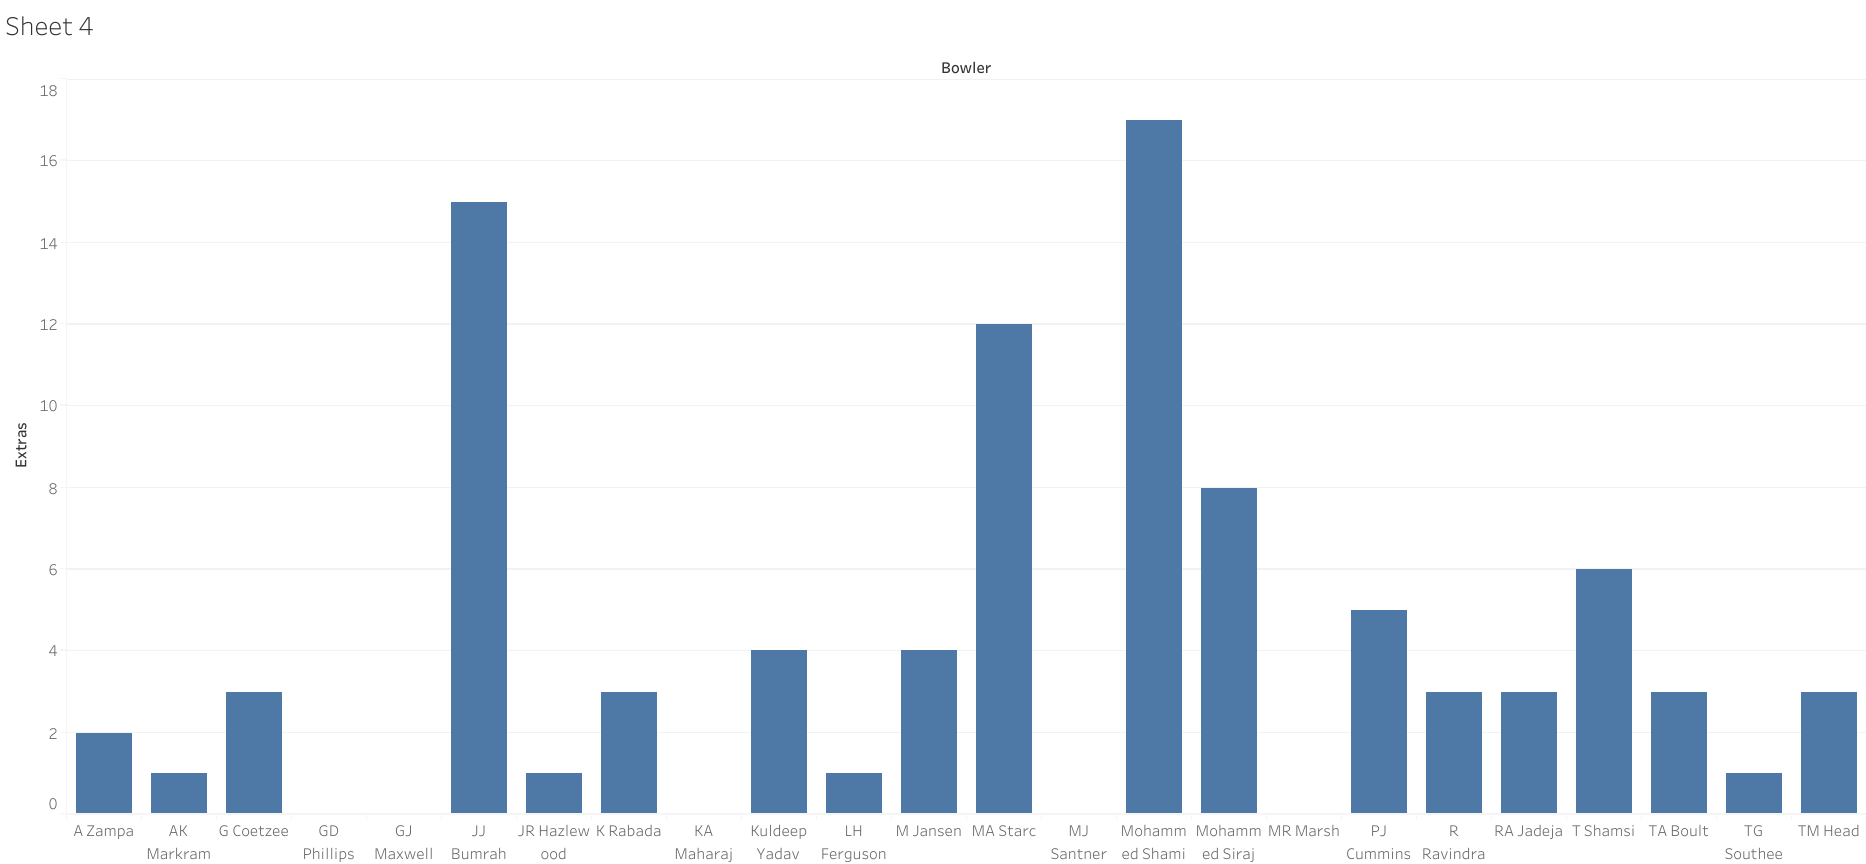 Sheet 4
Bowler
18
16
14
12
10
8
6
4
2
0
Extras
A Zampa
AK
Markram
G Coetzee
GD
Phillips
GJ
Maxwell
JJ
Bumrah
JR Hazlew
ood
K Rabada
KA
Maharaj
Kuldeep
Yadav
LH
Ferguson
M Jansen
MA Starc
MJ
Santner
Mohamm
ed Shami
Mohamm
ed Siraj
MR Marsh
PJ
Cummins
R
Ravindra
RA Jadeja
T Shamsi
TA Boult
TG
Southee
TM Head